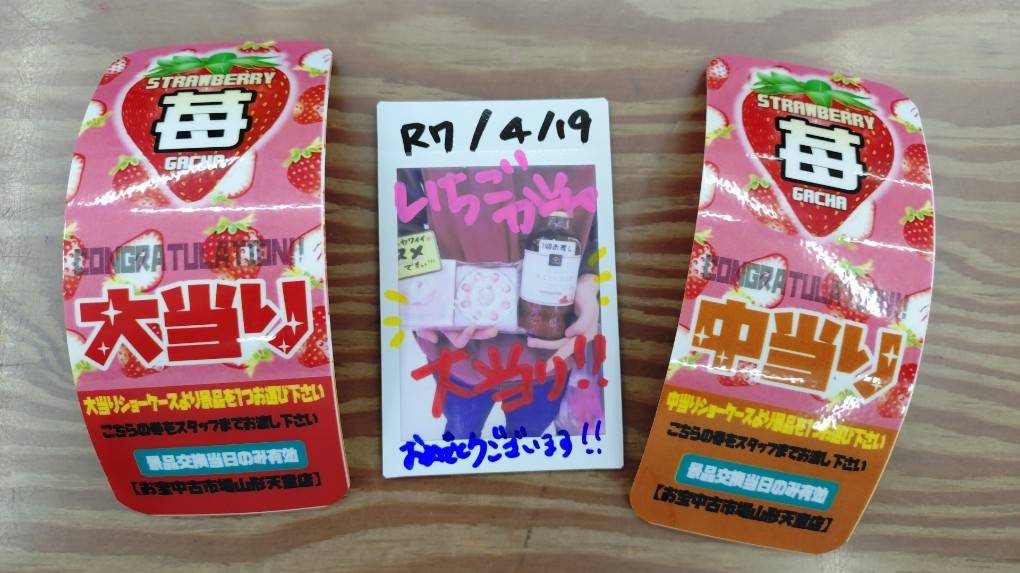 STRAWBERRY
苺
GACHA
CONGRATULATION!!
大当り
大当りショーケースより景品を1つお選び下さい
こちらの券をスタッフまでお渡し下さい
景品交換当日のみ有効
【お宝中古市場山形天童店】
R7/4/19
いちご
カワイイ
です!!!
大当り!!
おめでとうございます!!
STRAWBERRY
苺
GACHA
CONGRATULATION!!
中当り
中当りショーケースより景品を1つお選び下さい
こちらの券をスタッフまでお渡し下さい
景品交換当日のみ有効
【お宝中古市場山形天童店】